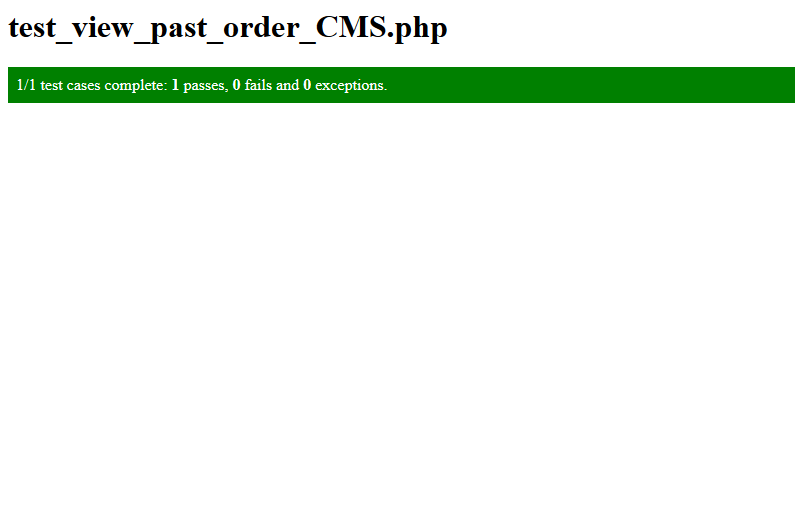 test_view_past_order_CMS.php
1/1 test cases complete: 1 passes, 0 fails and 0 exceptions.